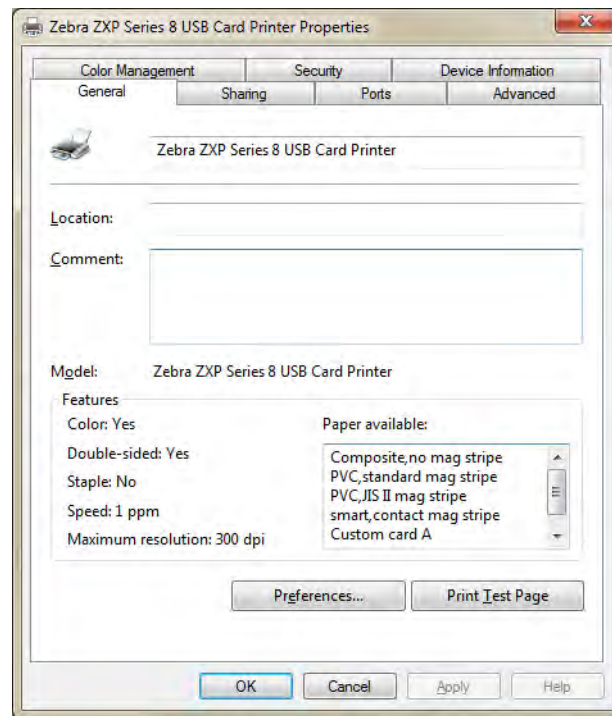 Zebra ZXP Series 8 USB Card Printer Properties
Color Management Security Device Information
General Sharing Ports Advanced
Zebra ZXP Series 8 USB Card Printer
Location:
Comment:
Model: Zebra ZXP Series 8 USB Card Printer
Features
Color: Yes
Double-sided: Yes
Staple: No
Speed: 1 ppm
Maximum resolution: 300 dpi
Paper available:
Composite,no mag stripe
PVC,standard mag stripe
PVC,JIS II mag stripe
smart,contact mag stripe
Custom card A
Preferences... Print Test Page
OK Cancel Apply Help